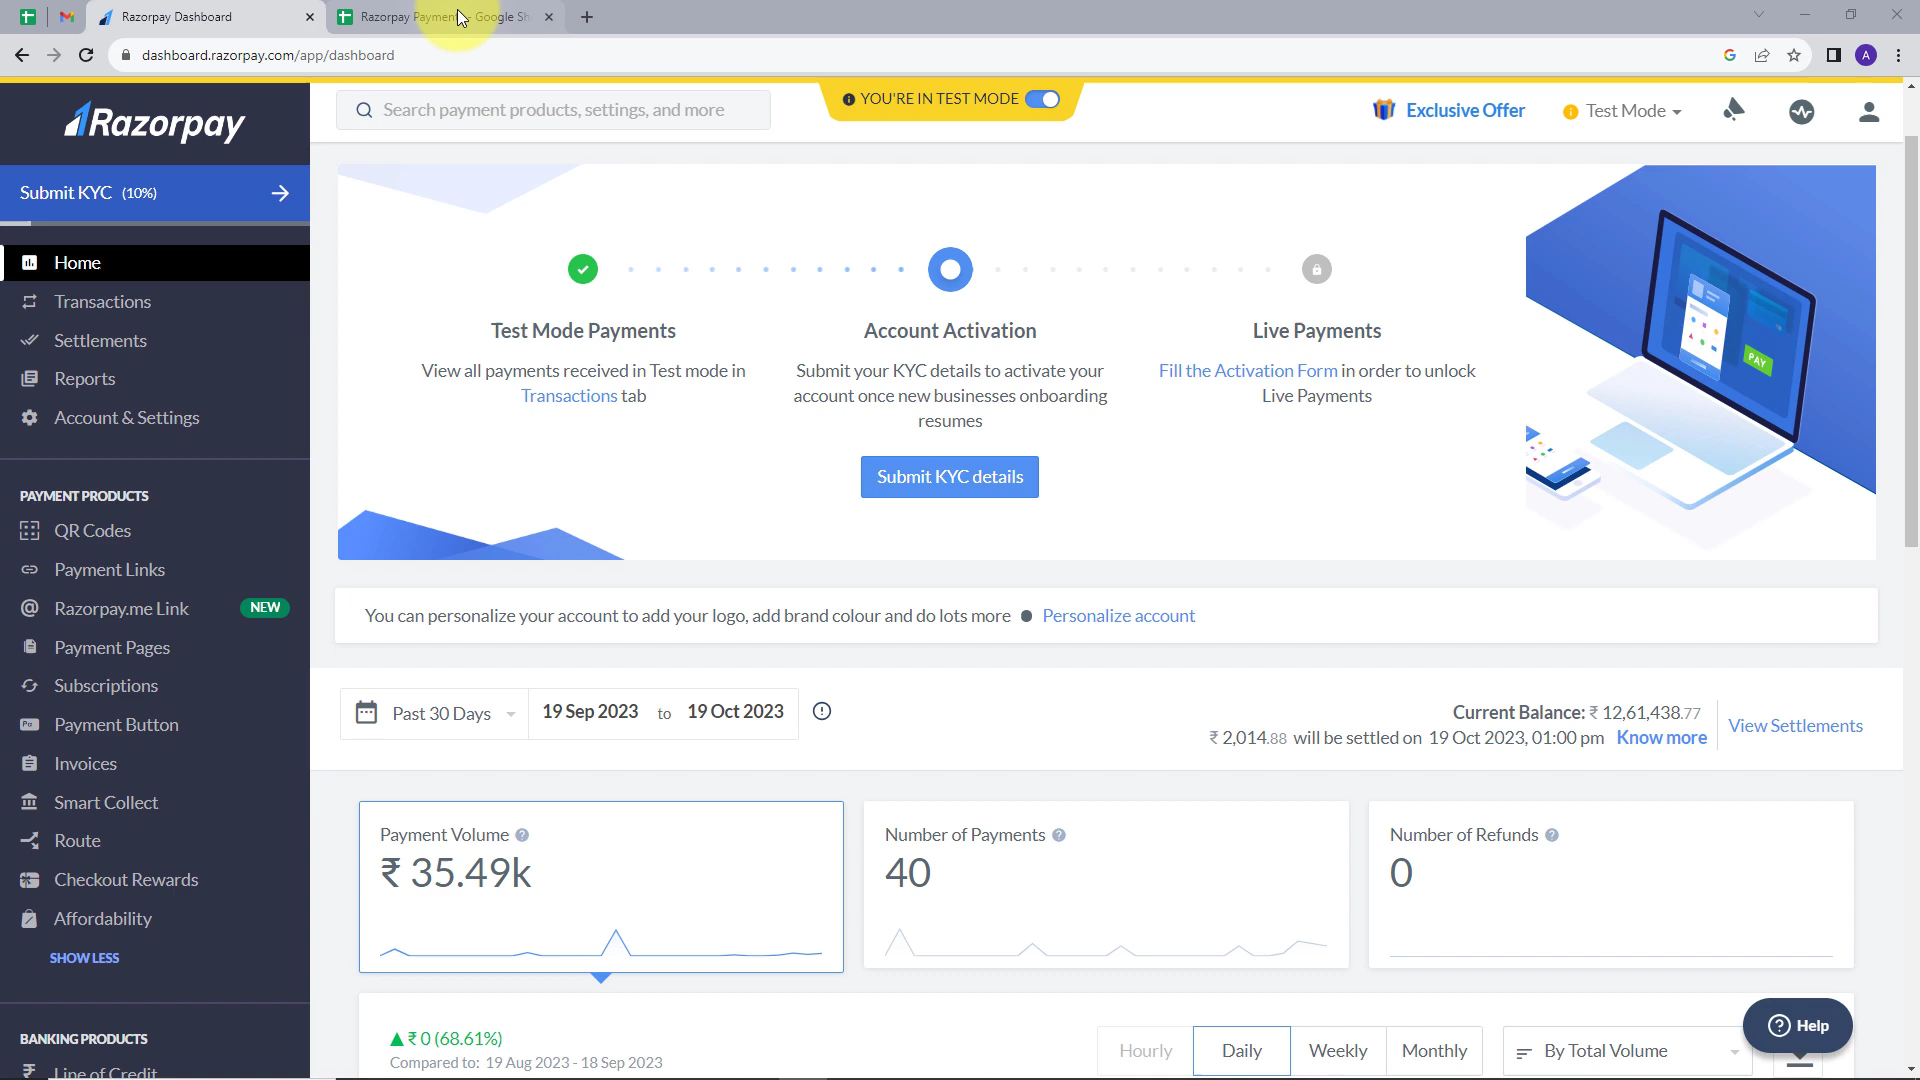 Razorpay Dashboard
Razorpay Payment - Google Sh
dashboard.razorpay.com/app/dashboard
G
A
Razorpay
Search payment products, settings, and more
YOU'RE IN TEST MODE
Exclusive Offer
Test Mode
Submit KYC (10%)
Home
Transactions
Settlements
Reports
Account & Settings
PAYMENT PRODUCTS
QR Codes
Payment Links
Razorpay.me Link NEW
Payment Pages
Subscriptions
Payment Button
Invoices
Smart Collect
Route
Checkout Rewards
Affordability
SHOW LESS
BANKING PRODUCTS
Line of Credit
Test Mode Payments
View all payments received in Test mode in
Transactions tab
Account Activation
Submit your KYC details to activate your
account once new businesses onboarding
resumes
Submit KYC details
Live Payments
Fill the Activation Form in order to unlock
Live Payments
PAY
You can personalize your account to add your logo, add brand colour and do lots more Personalize account
Past 30 Days
19 Sep 2023 to 19 Oct 2023
Current Balance: ₹ 12,61,438.77
₹ 2,014.88 will be settled on 19 Oct 2023, 01:00 pm Know more
View Settlements
Payment Volume
₹ 35.49k
Number of Payments
40
Number of Refunds
0
₹ 0 (68.61%)
Compared to: 19 Aug 2023 - 18 Sep 2023
Hourly
Daily
Weekly
Monthly
By Total Volume
Help